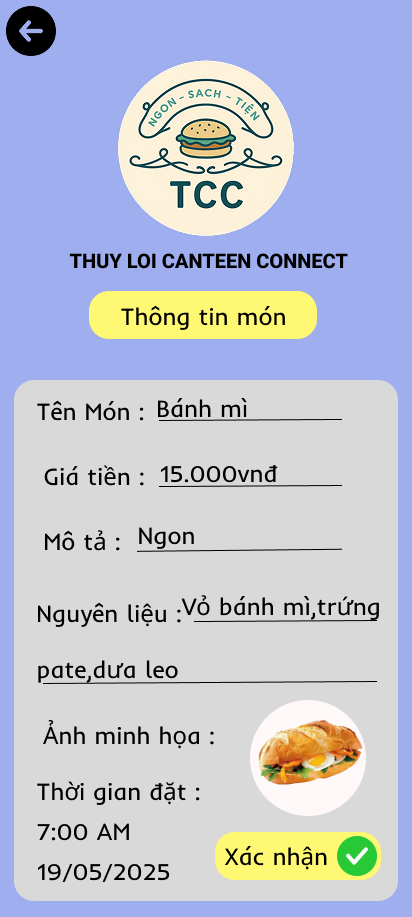 NGON - SACH - TIỆN
TCC
THUY LOI CANTEEN CONNECT
Thông tin món
Tên Món : Bánh mì
Giá tiền : 15.000vnđ
Mô tả : Ngon
Nguyên liệu :Vỏ bánh mì,trứng
pate,dưa leo
Ảnh minh họa :
Thời gian đặt :
7:00 AM
19/05/2025
Xác nhận